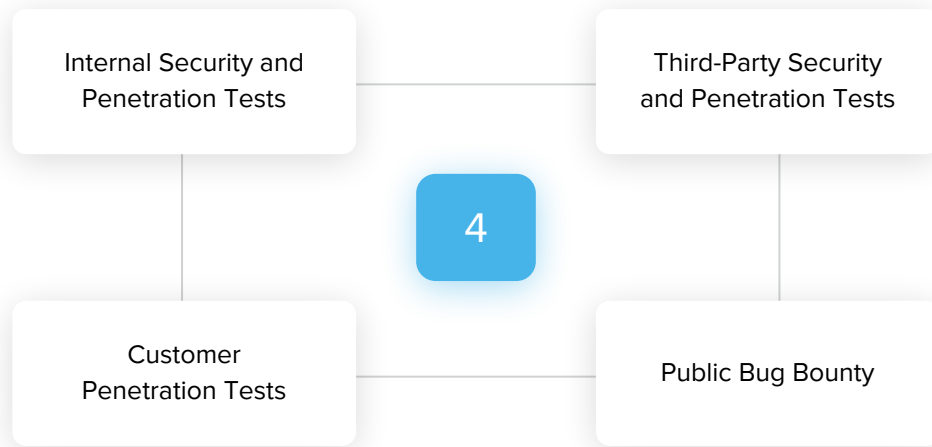 Internal Security and
Penetration Tests
Third-Party Security
and Penetration Tests
4
Customer
Penetration Tests
Public Bug Bounty